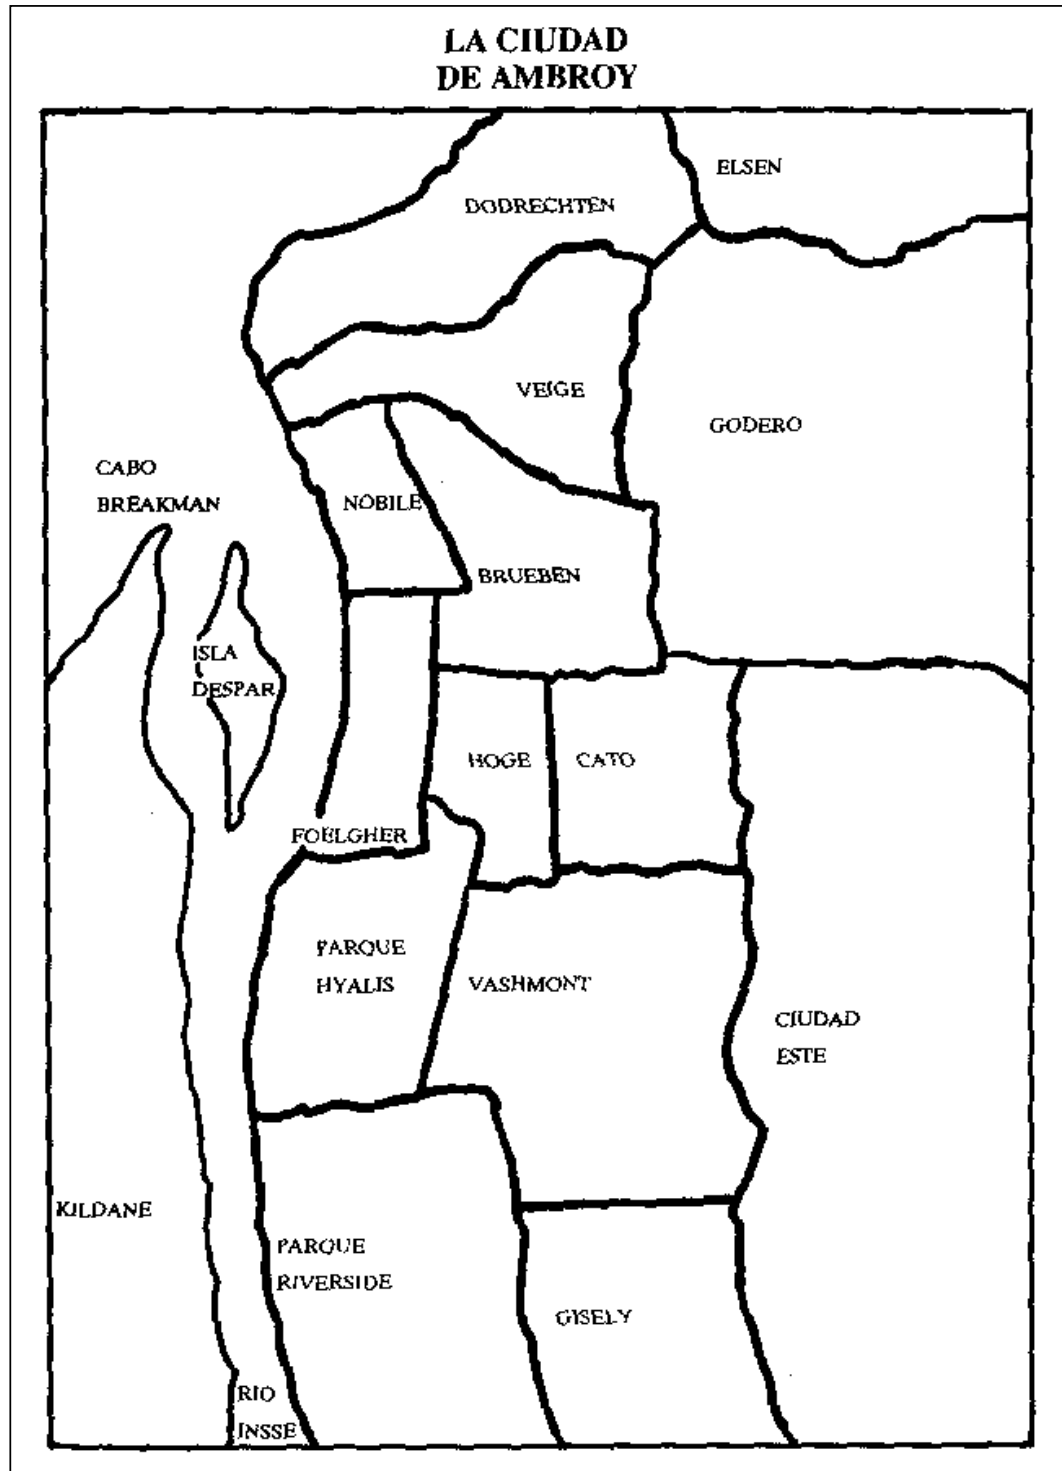 LA CIUDAD
DE AMBROY
ELSEN
DODRECHTEN
VEIGE
GODERO
CABO
BREAKMAN
NOBILE
BRUEBEN
ISLA
DESPAR
HOGE
CATO
FOELGHER
PARQUE
HYALIS
VASHMONT
CIUDAD
ESTE
KILDANE
PARQUE
RIVERSIDE
GISELY
RIO
INSSE